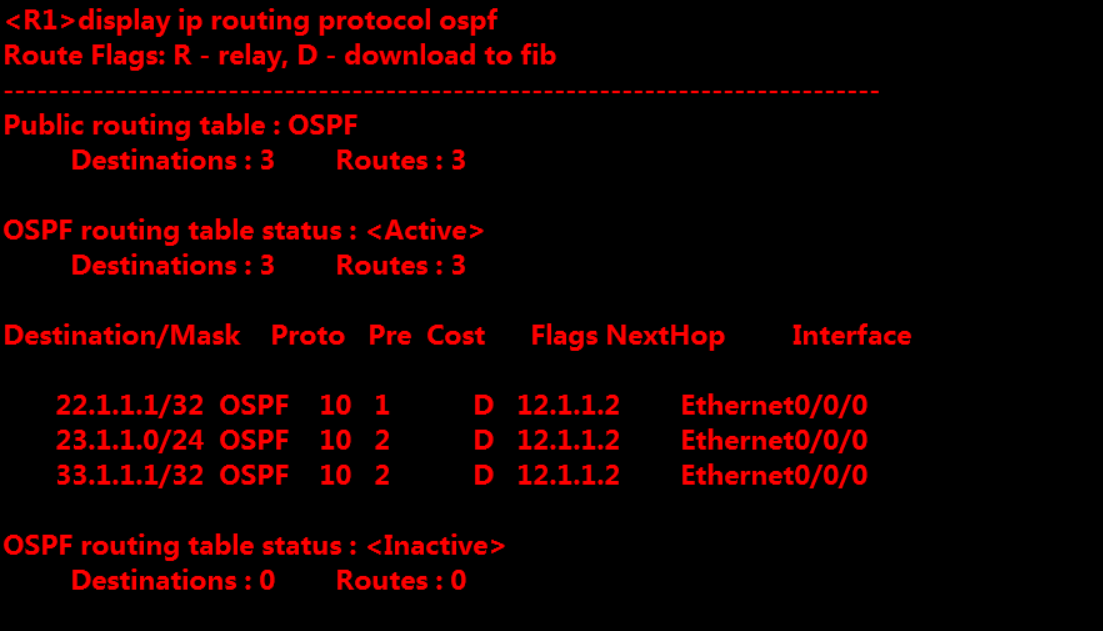 <R1>display ip routing protocol ospf
Route Flags: R - relay, D - download to fib
------------------------------------------------------------------------------
Public routing table : OSPF
Destinations : 3 Routes : 3
OSPF routing table status : <Active>
Destinations : 3 Routes : 3
Destination/Mask Proto Pre Cost Flags NextHop Interface
22.1.1.1/32 OSPF 10 1 D 12.1.1.2 Ethernet0/0/0
23.1.1.0/24 OSPF 10 2 D 12.1.1.2 Ethernet0/0/0
33.1.1.1/32 OSPF 10 2 D 12.1.1.2 Ethernet0/0/0
OSPF routing table status : <Inactive>
Destinations : 0 Routes : 0